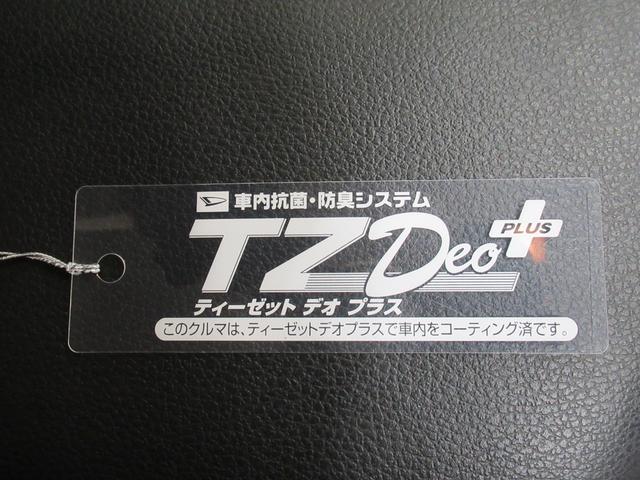 車内抗菌・防臭システム
TZ Deo PLUS
ティーゼット デオ プラス
このクルマは、ティーゼットデオプラスで車内をコーティング済です。